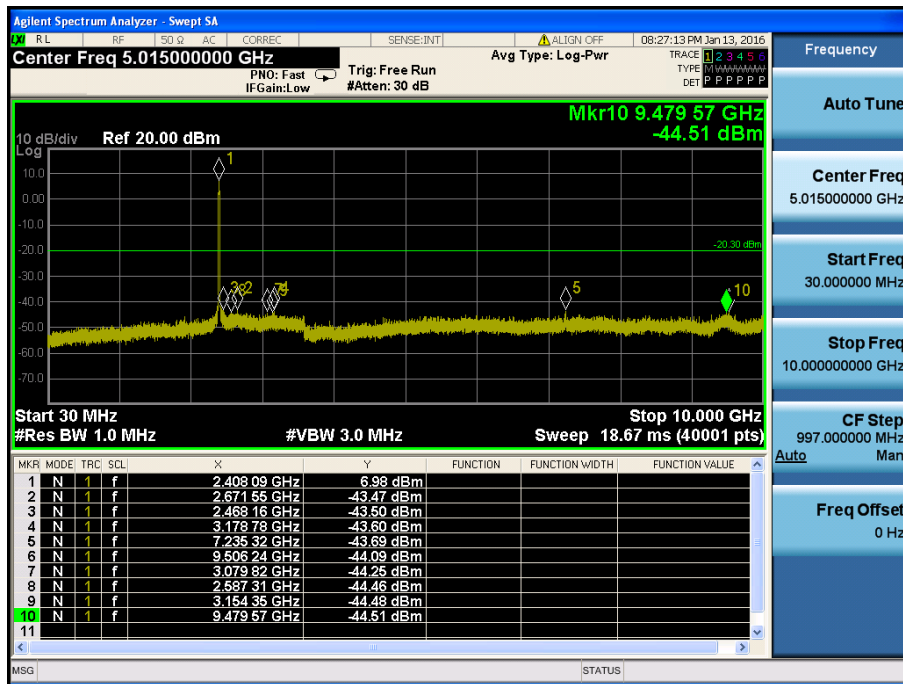 Agilent Spectrum Analyzer - Swept SA
LXI RL RF 50 Ω AC CORREC SENSE:INT ALIGN OFF 08:27:13 PM Jan 13, 2016
Center Freq 5.015000000 GHz Avg Type: Log-Pwr TRACE 1 2 3 4 5 6
PNO: Fast Trig: Free Run TYPE MWWWWW
IFGain:Low #Atten: 30 dB DET P P P P P P
Mkr10 9.479 57 GHz
-44.51 dBm
10 dB/div Ref 20.00 dBm
Log
10.0
0.00
-10.0
-20.0
-30.0
-40.0
-50.0
-60.0
-70.0
1
-20.30 dBm
5
10
Start 30 MHz Stop 10.000 GHz
#Res BW 1.0 MHz #VBW 3.0 MHz Sweep 18.67 ms (40001 pts)
MKR MODE TRC SCL X Y FUNCTION FUNCTION WIDTH FUNCTION VALUE
1 N 1 f 2.408 09 GHz 6.98 dBm
2 N 1 f 2.671 55 GHz -43.47 dBm
3 N 1 f 2.468 16 GHz -43.50 dBm
4 N 1 f 3.178 78 GHz -43.60 dBm
5 N 1 f 7.235 32 GHz -43.69 dBm
6 N 1 f 9.506 24 GHz -44.09 dBm
7 N 1 f 3.079 82 GHz -44.25 dBm
8 N 1 f 2.587 31 GHz -44.46 dBm
9 N 1 f 3.154 35 GHz -44.48 dBm
10 N 1 f 9.479 57 GHz -44.51 dBm
11
MSG STATUS
Frequency
Auto Tune
Center Freq
5.015000000 GHz
Start Freq
30.000000 MHz
Stop Freq
10.000000000 GHz
CF Step
997.000000 MHz
Auto Man
Freq Offset
0 Hz